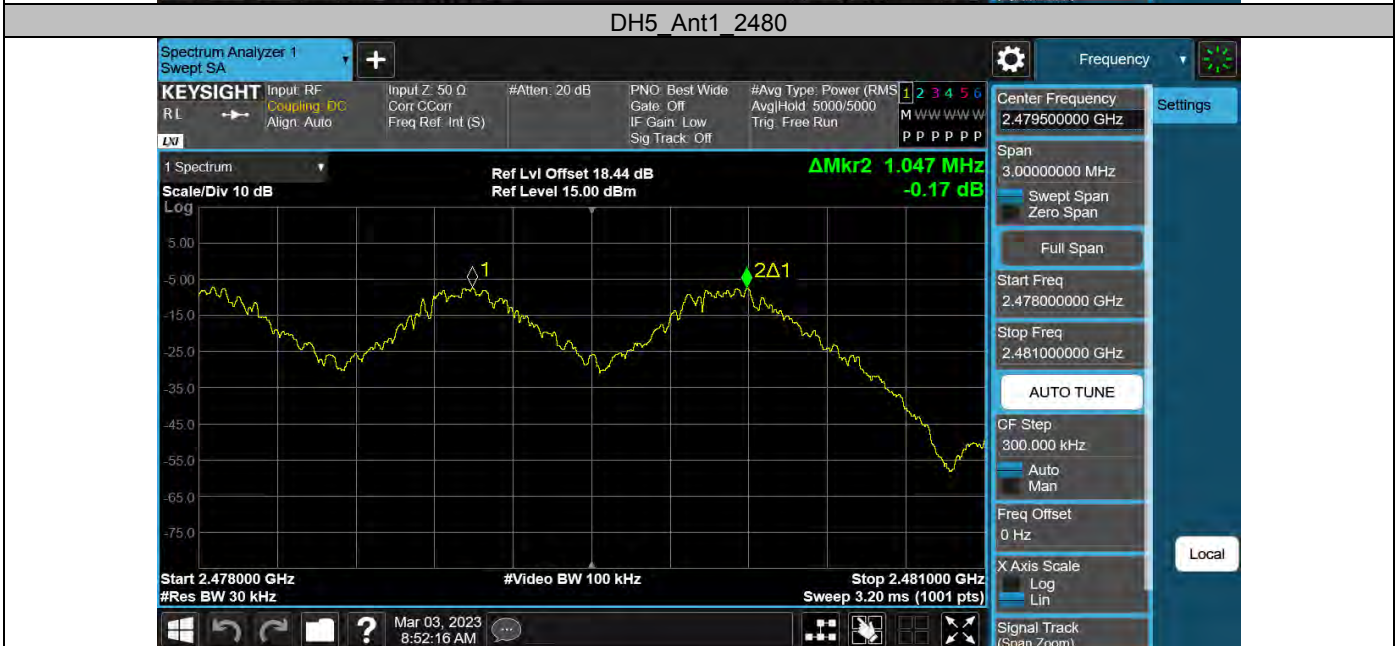 DH5_Ant1_2480
Spectrum Analyzer 1
Swept SA
Frequency
KEYSIGHT
RL
LXI
Input: RF
Coupling: DC
Align: Auto
Input Z: 50 Ω
Corr CCorr
Freq Ref: Int (S)
#Atten: 20 dB
PNO: Best Wide
Gate: Off
IF Gain: Low
Sig Track: Off
#Avg Type: Power (RMS
Avg|Hold: 5000/5000
Trig: Free Run
1 2 3 4 5 6
M W W W W W
P P P P P P
1 Spectrum
Scale/Div 10 dB
Ref Lvl Offset 18.44 dB
Ref Level 15.00 dBm
ΔMkr2 1.047 MHz
-0.17 dB
Log
5.00
-5.00
-15.0
-25.0
-35.0
-45.0
-55.0
-65.0
-75.0
1
2Δ1
Start 2.478000 GHz
#Res BW 30 kHz
#Video BW 100 kHz
Stop 2.481000 GHz
Sweep 3.20 ms (1001 pts)
Mar 03, 2023
8:52:16 AM
Center Frequency
2.479500000 GHz
Settings
Span
3.00000000 MHz
Swept Span
Zero Span
Full Span
Start Freq
2.478000000 GHz
Stop Freq
2.481000000 GHz
AUTO TUNE
CF Step
300.000 kHz
Auto
Man
Freq Offset
0 Hz
X Axis Scale
Log
Lin
Local
Signal Track
(Span Zoom)